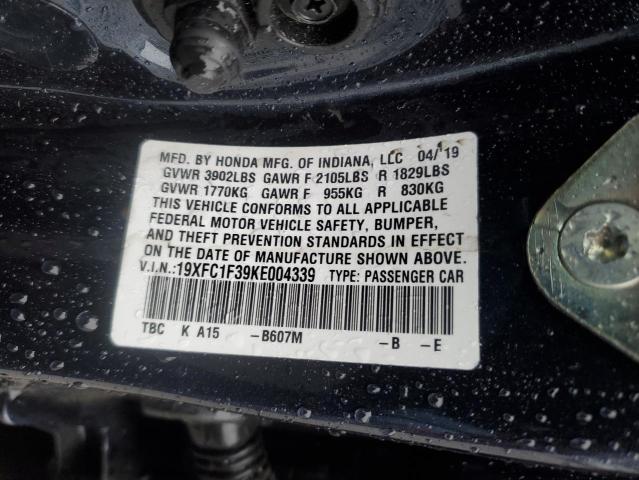 MFD. BY HONDA MFG. OF INDIANA, LLC 04/19
GVWR 3902LBS GAWR F 2105LBS R 1829LBS
GVWR 1770KG GAWR F 955KG R 830KG
THIS VEHICLE CONFORMS TO ALL APPLICABLE
FEDERAL MOTOR VEHICLE SAFETY, BUMPER,
AND THEFT PREVENTION STANDARDS IN EFFECT
ON THE DATE OF MANUFACTURE SHOWN ABOVE.
V.I.N.:19XFC1F39KE004339 TYPE: PASSENGER CAR
TBC K A15 -B607M -B -E